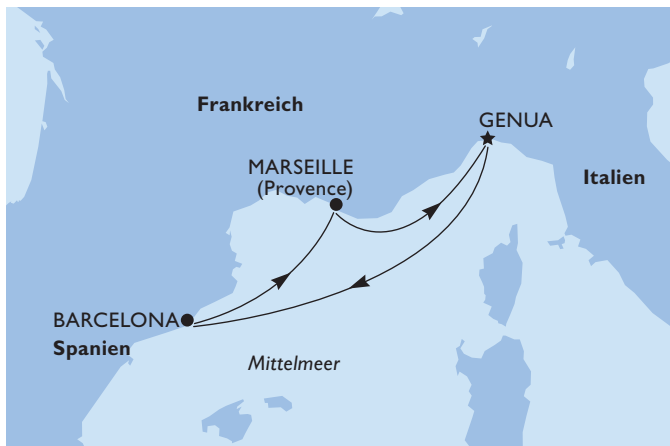 Frankreich
GENUA
MARSEILLE
(Provence)
Italien
BARCELONA
Spanien
Mittelmeer